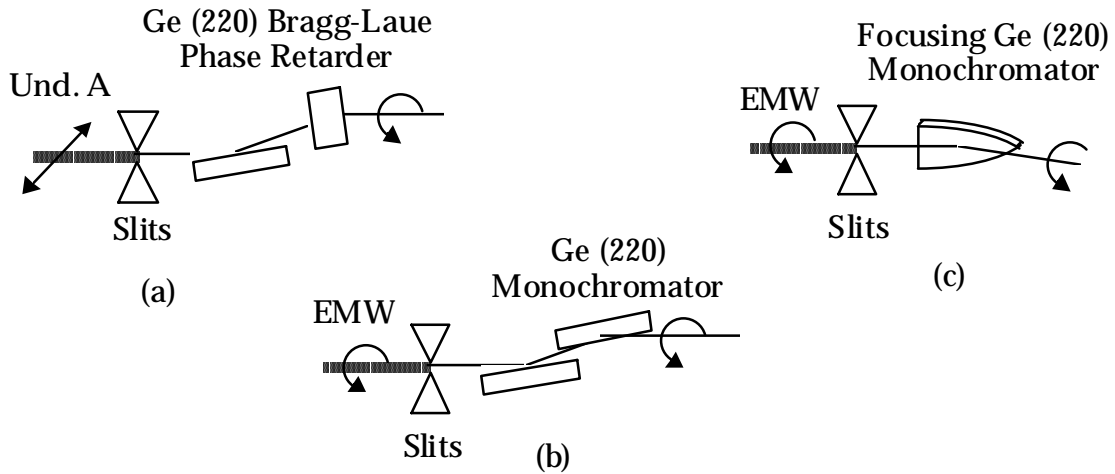 Ge (220) Bragg-Laue
Phase Retarder
Und. A
Slits
(a)
Focusing Ge (220)
Monochromator
EMW
Slits
(c)
Ge (220)
Monochromator
EMW
Slits
(b)